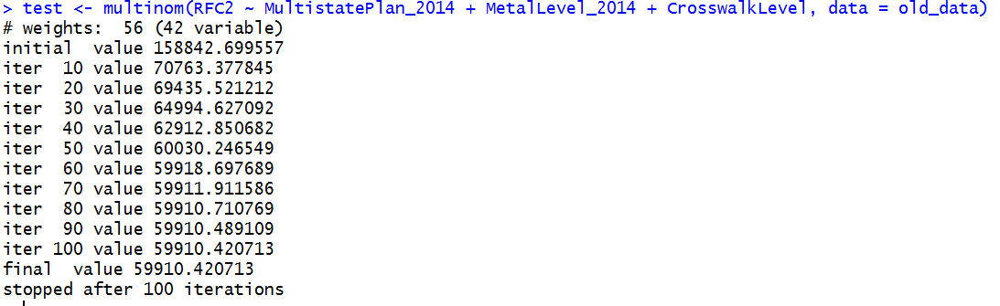 > test <- multinom(RFC2 ~ MultistatePlan_2014 + MetalLevel_2014 + CrosswalkLevel, data = old_data)
# weights:  56 (42 variable)
initial  value 158842.699557
iter  10 value 70763.377845
iter  20 value 69435.521212
iter  30 value 64994.627092
iter  40 value 62912.850682
iter  50 value 60030.246549
iter  60 value 59918.697689
iter  70 value 59911.911586
iter  80 value 59910.710769
iter  90 value 59910.489109
iter 100 value 59910.420713
final  value 59910.420713
stopped after 100 iterations